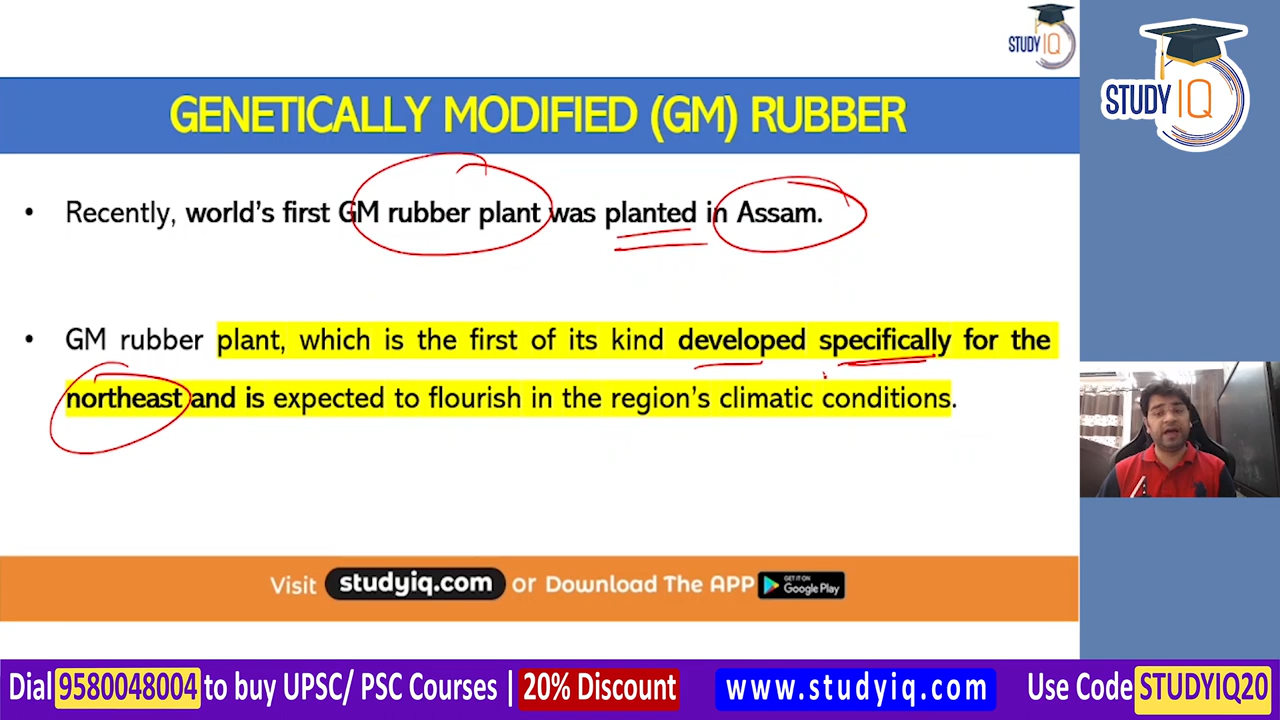 STUDY IQ
STUDY IQ
GENETICALLY MODIFIED (GM) RUBBER
• Recently, world's first GM rubber plant was planted in Assam.
• GM rubber plant, which is the first of its kind developed specifically for the
northeast and is expected to flourish in the region's climatic conditions.
Visit studyiq.com or Download The APP GET IT ON Google Play
Dial 9580048004 to buy UPSC/ PSC Courses | 20% Discount www.studyiq.com Use Code STUDYIQ20